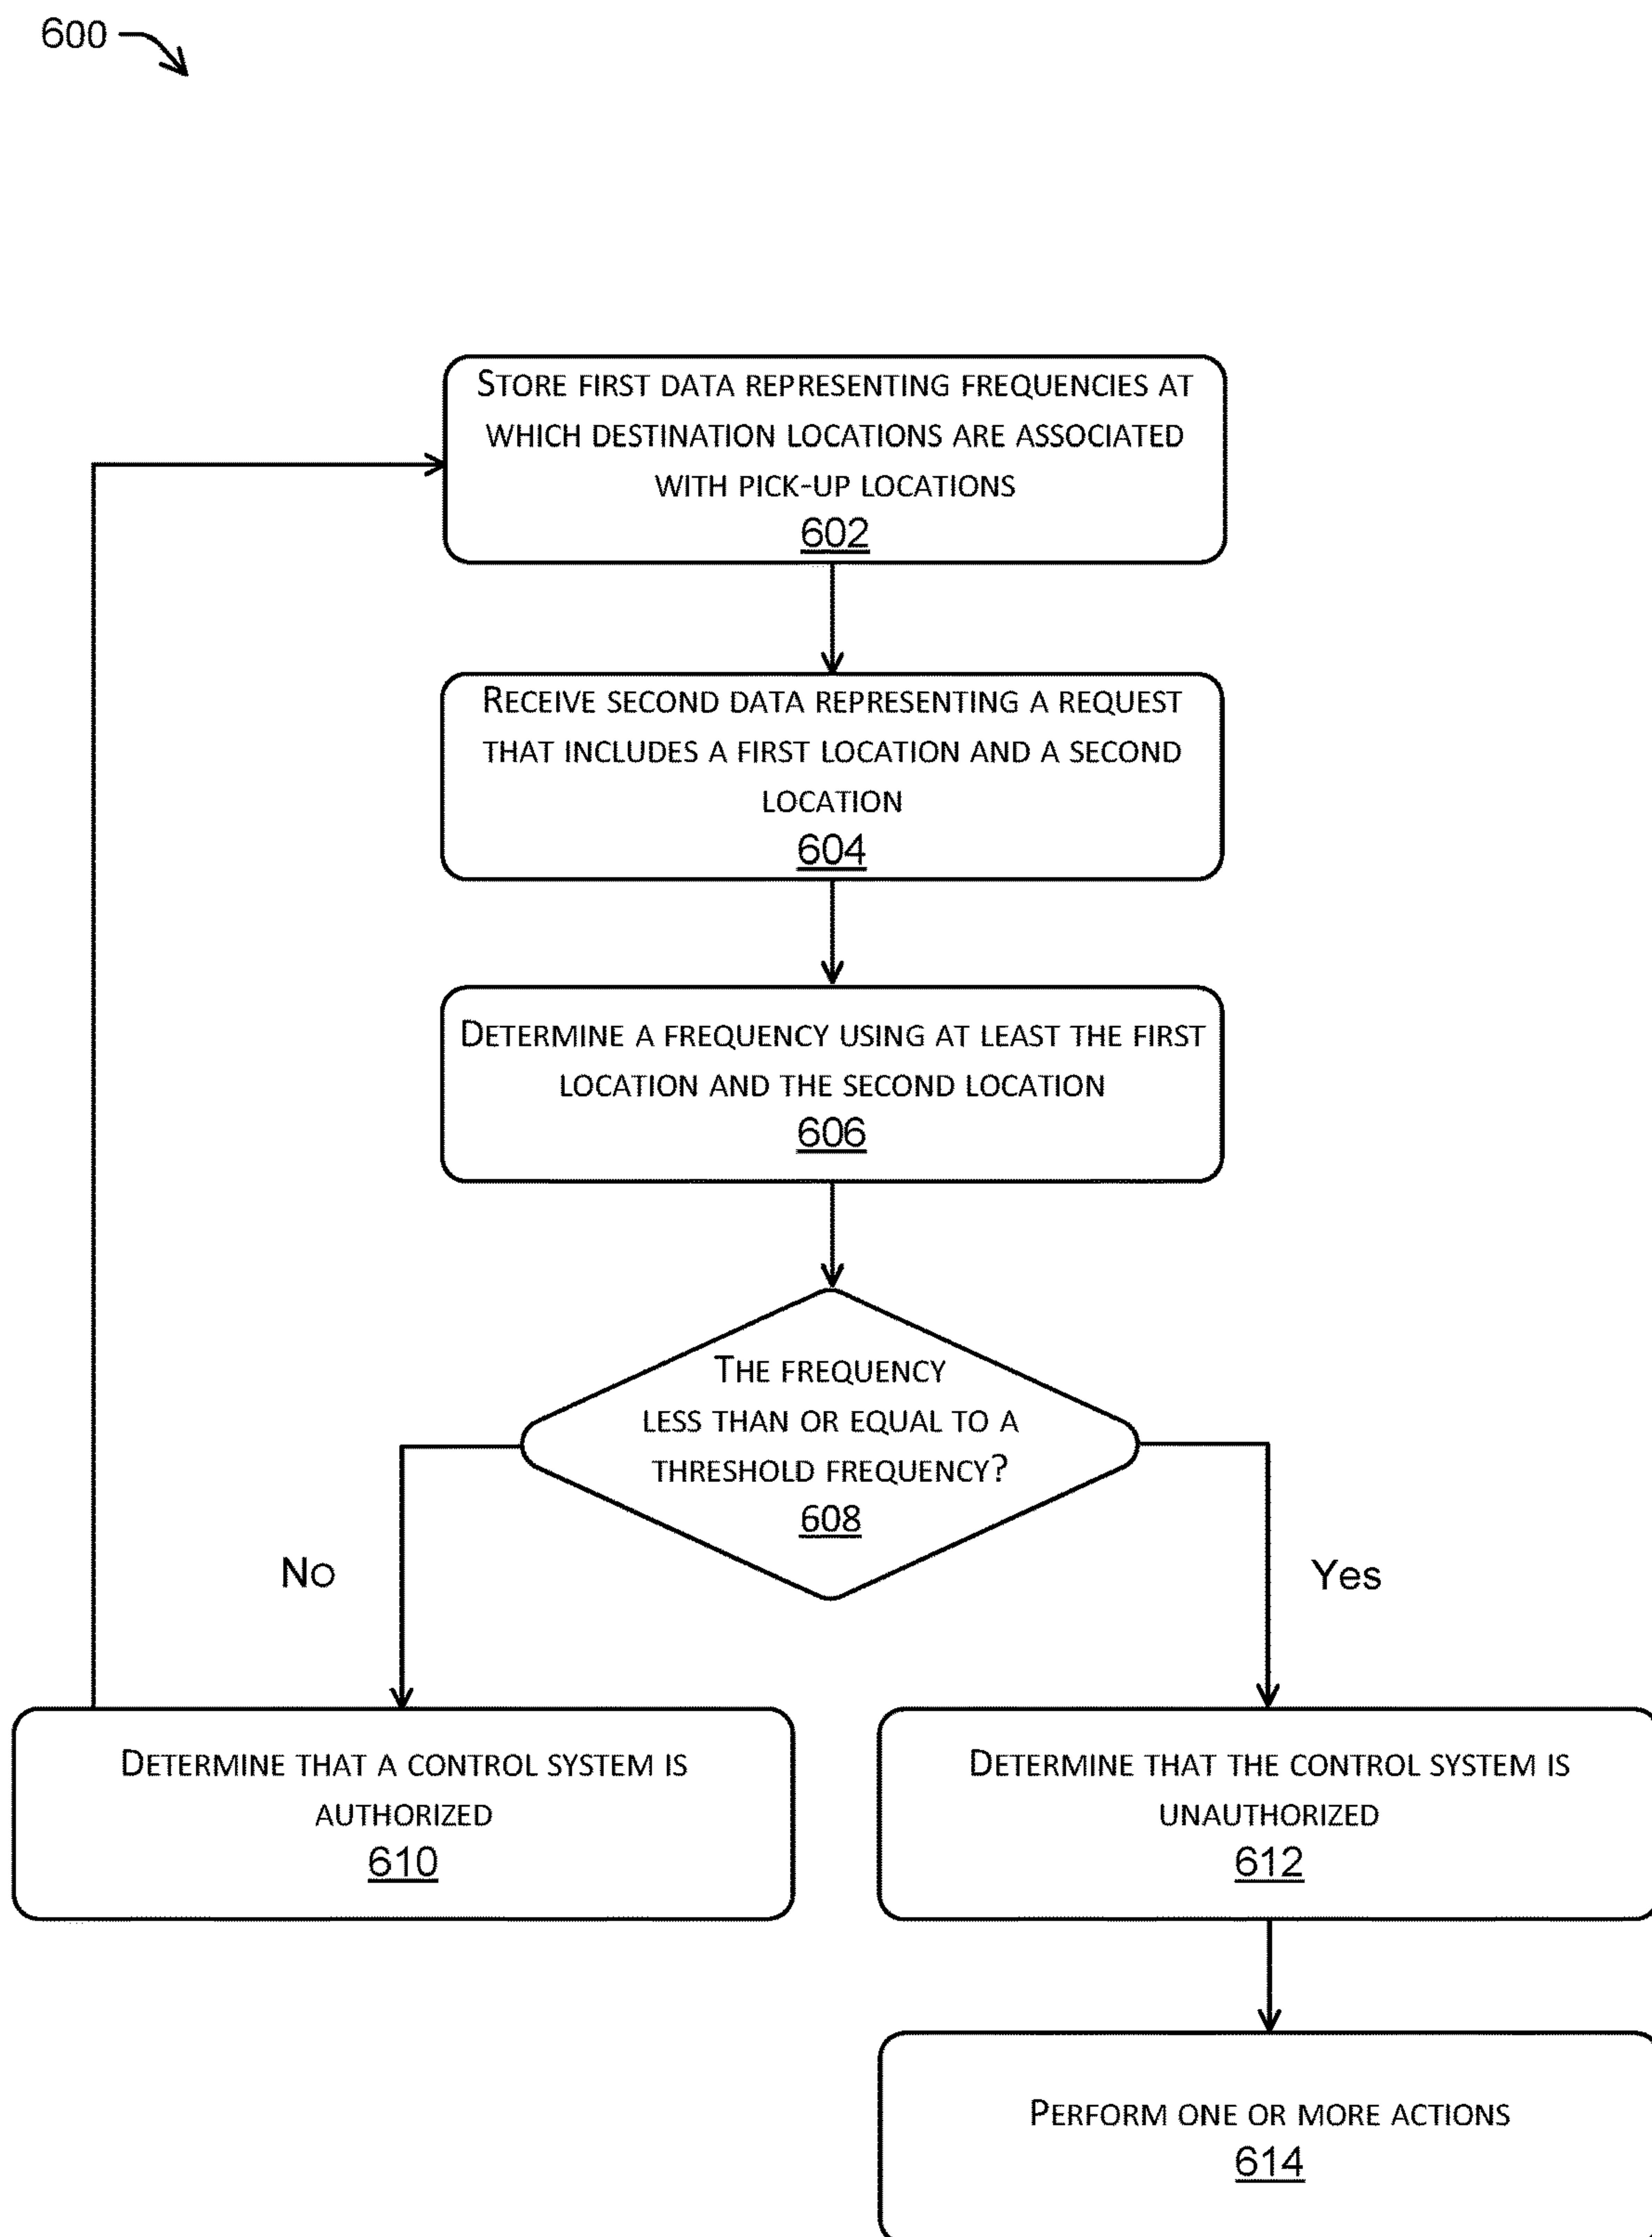 600
STORE FIRST DATA REPRESENTING FREQUENCIES AT
WHICH DESTINATION LOCATIONS ARE ASSOCIATED
WITH PICK-UP LOCATIONS
602
RECEIVE SECOND DATA REPRESENTING A REQUEST
THAT INCLUDES A FIRST LOCATION AND A SECOND
LOCATION
604
DETERMINE A FREQUENCY USING AT LEAST THE FIRST
LOCATION AND THE SECOND LOCATION
606
THE FREQUENCY
LESS THAN OR EQUAL TO A
THRESHOLD FREQUENCY?
608
NO
Yes
DETERMINE THAT A CONTROL SYSTEM IS
AUTHORIZED
610
DETERMINE THAT THE CONTROL SYSTEM IS
UNAUTHORIZED
612
PERFORM ONE OR MORE ACTIONS
614